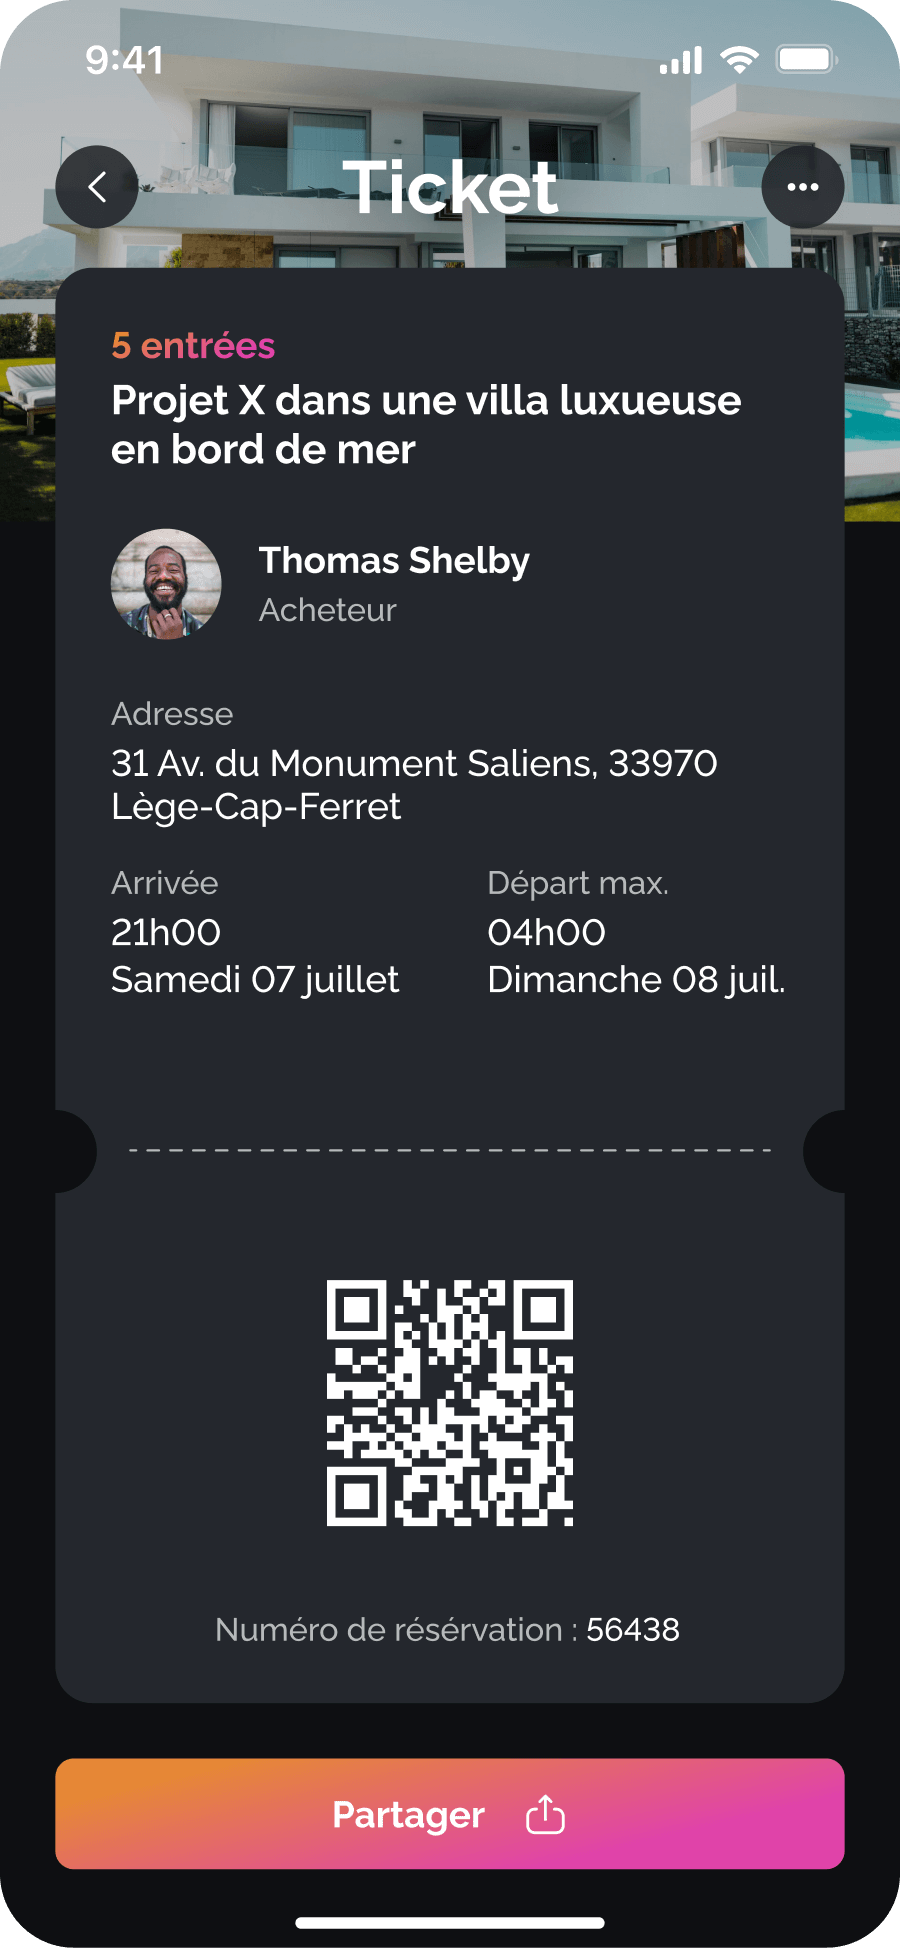 9:41
Ticket
5 entrées
Projet X dans une villa luxueuse
en bord de mer
Thomas Shelby
Acheteur
Adresse
31 Av. du Monument Saliens, 33970
Lège-Cap-Ferret
Arrivée
21h00
Samedi 07 juillet
Départ max.
04h00
Dimanche 08 juil.
Numéro de résérvation : 56438
Partager